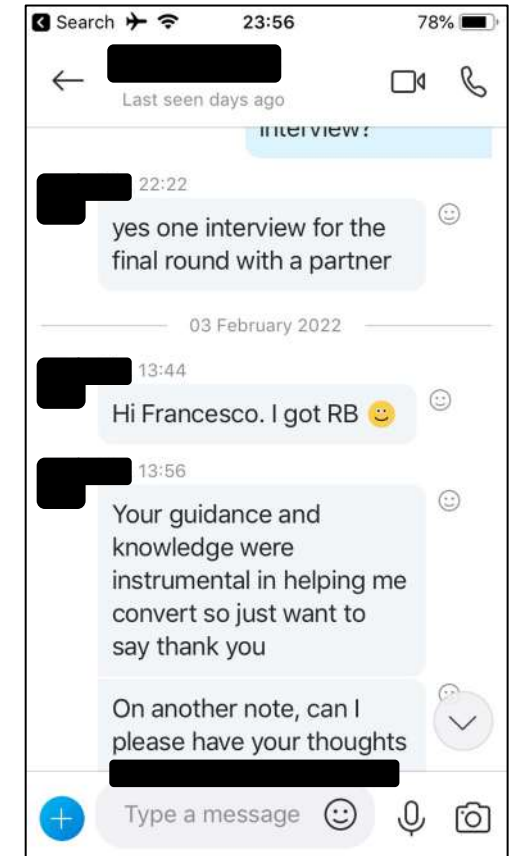 Search
23:56
78%
Last seen days ago
interview?
22:22
yes one interview for the
final round with a partner
03 February 2022
13:44
Hi Francesco. I got RB 🙂
13:56
Your guidance and
knowledge were
instrumental in helping me
convert so just want to
say thank you
On another note, can I
please have your thoughts
Type a message